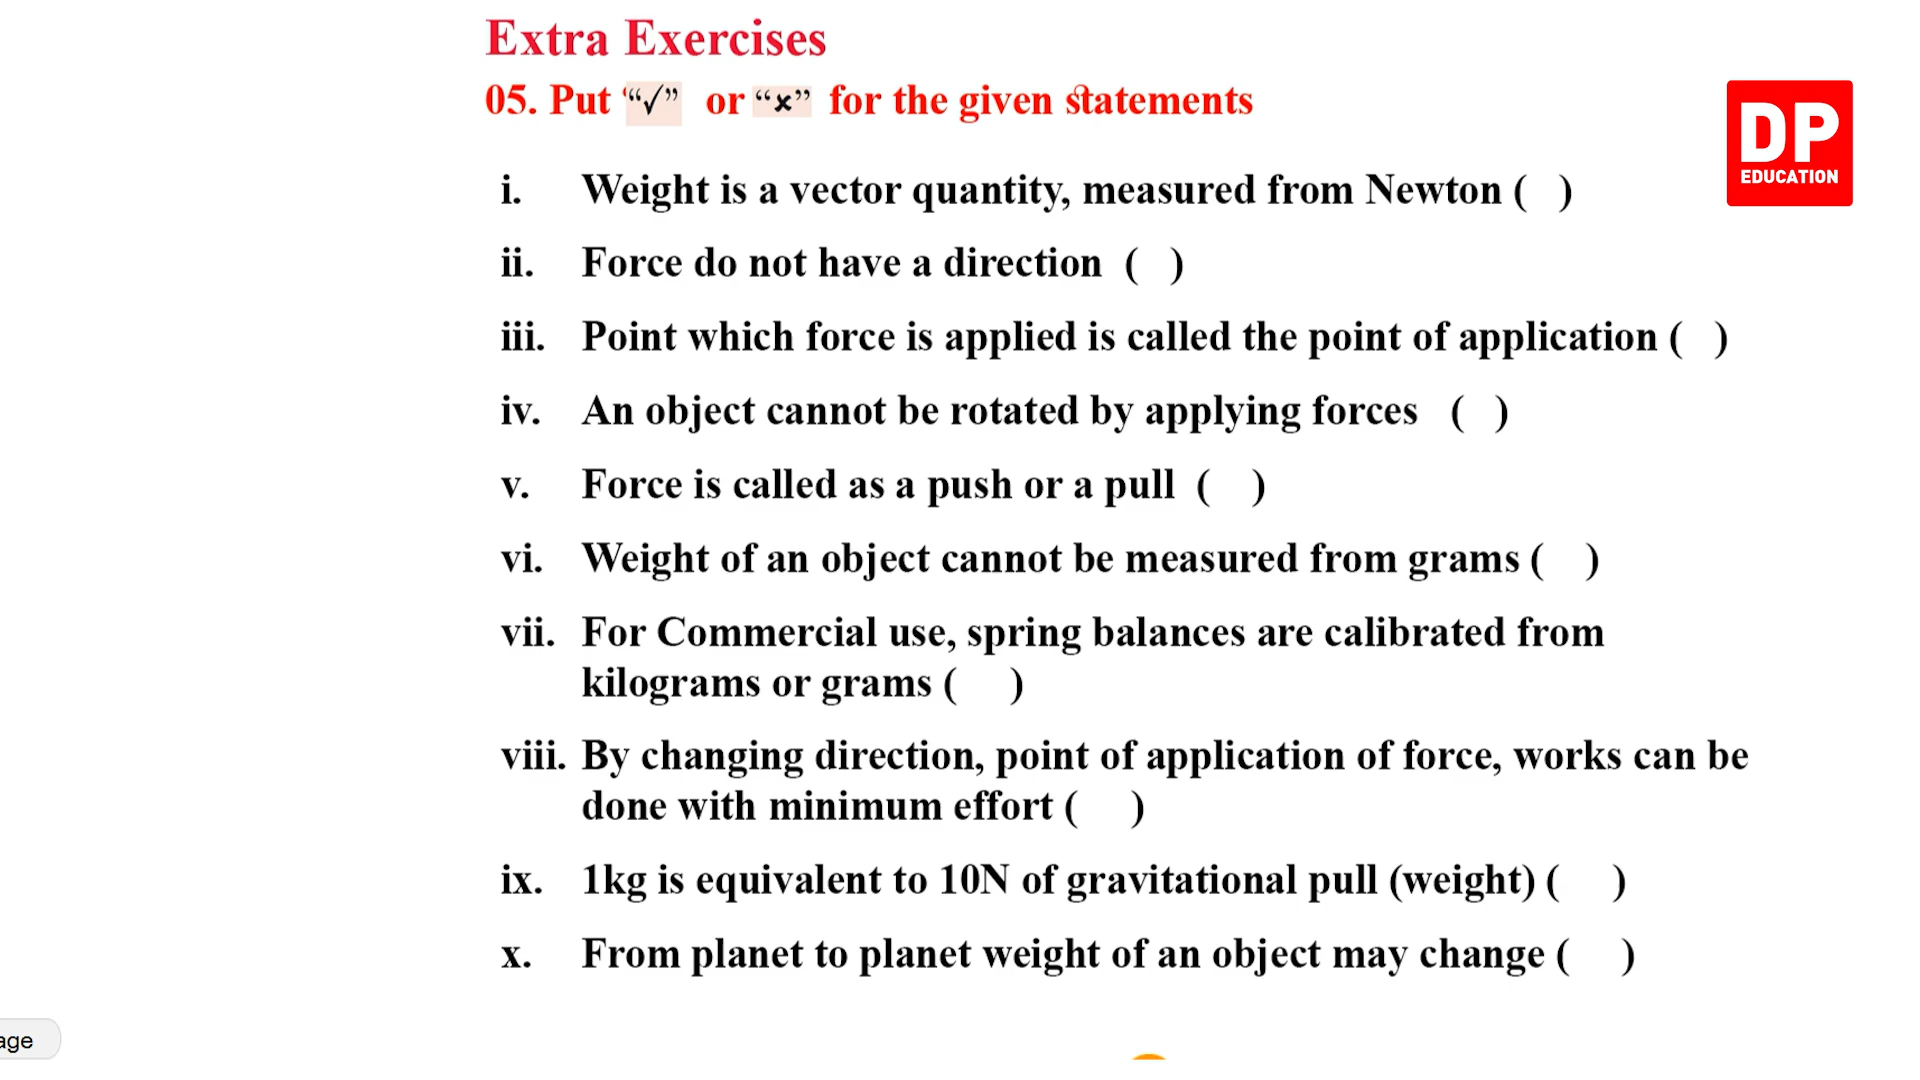 Extra Exercises
05. Put “✓” or “×” for the given statements
DP
EDUCATION
i. Weight is a vector quantity, measured from Newton ( )
ii. Force do not have a direction ( )
iii. Point which force is applied is called the point of application ( )
iv. An object cannot be rotated by applying forces ( )
v. Force is called as a push or a pull ( )
vi. Weight of an object cannot be measured from grams ( )
vii. For Commercial use, spring balances are calibrated from
kilograms or grams ( )
viii. By changing direction, point of application of force, works can be
done with minimum effort ( )
ix. 1kg is equivalent to 10N of gravitational pull (weight) ( )
x. From planet to planet weight of an object may change ( )
age